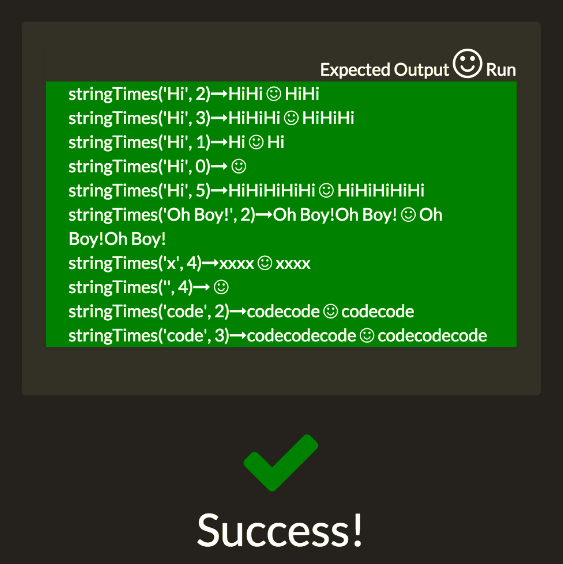 Expected Output ☺ Run
stringTimes('Hi', 2)→HiHi ☺ HiHi
stringTimes('Hi', 3)→HiHiHi ☺ HiHiHi
stringTimes('Hi', 1)→Hi ☺ Hi
stringTimes('Hi', 0)→ ☺
stringTimes('Hi', 5)→HiHiHiHiHi ☺ HiHiHiHiHi
stringTimes('Oh Boy!', 2)→Oh Boy!Oh Boy! ☺ Oh
Boy!Oh Boy!
stringTimes('x', 4)→xxxx ☺ xxxx
stringTimes('', 4)→ ☺
stringTimes('code', 2)→codecode ☺ codecode
stringTimes('code', 3)→codecodecode ☺ codecodecode
Success!